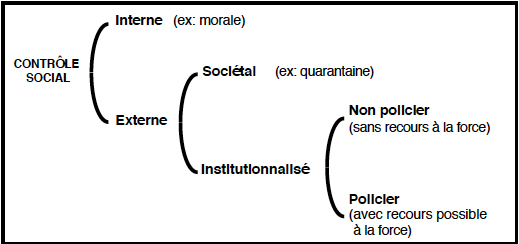 Interne (ex: morale)
CONTRÔLE
SOCIAL
Sociétal (ex: quarantaine)
Externe
Non policier
(sans recours à la force)
Institutionnalisé
Policier
(avec recours possible
à la force)